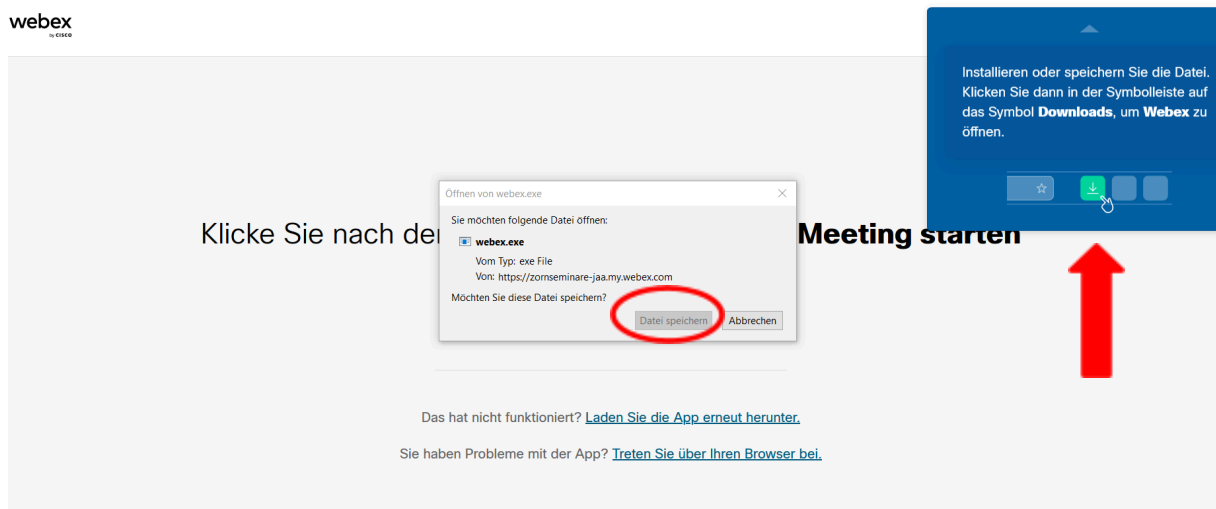 webex
by CISCO
Installieren oder speichern Sie die Datei.
Klicken Sie dann in der Symbolleiste auf
das Symbol Downloads, um Webex zu
öffnen.
Öffnen von webex.exe
Sie möchten folgende Datei öffnen:
webex.exe
Vom Typ: exe File
Von: https://zornseminare-jaa.my.webex.com
Möchten Sie diese Datei speichern?
Datei speichern Abbrechen
Klicke Sie nach der Meeting starten
Das hat nicht funktioniert? Laden Sie die App erneut herunter.
Sie haben Probleme mit der App? Treten Sie über Ihren Browser bei.